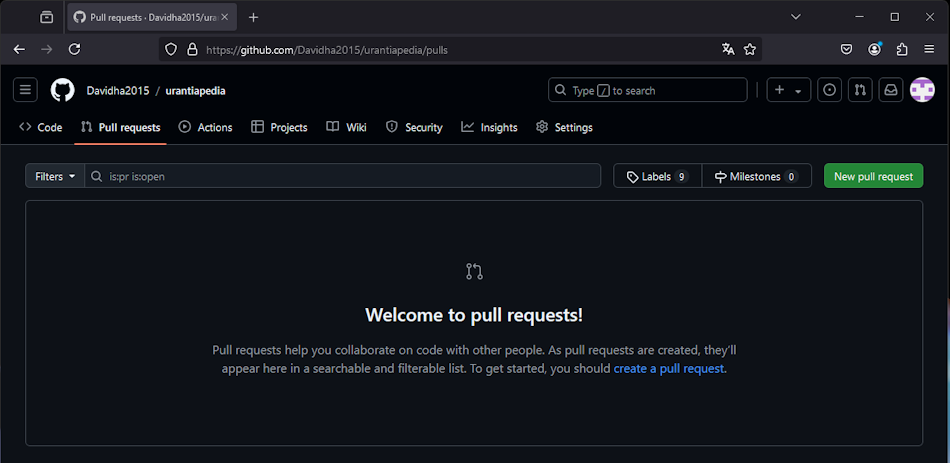 Pull requests · Davidha2015/ura
https://github.com/Davidha2015/urantiapedia/pulls
Davidha2015 / urantiapedia
Type / to search
Code Pull requests Actions Projects Wiki Security Insights Settings
Filters is:pr is:open Labels 9 Milestones 0 New pull request
Welcome to pull requests!
Pull requests help you collaborate on code with other people. As pull requests are created, they’ll
appear here in a searchable and filterable list. To get started, you should create a pull request.